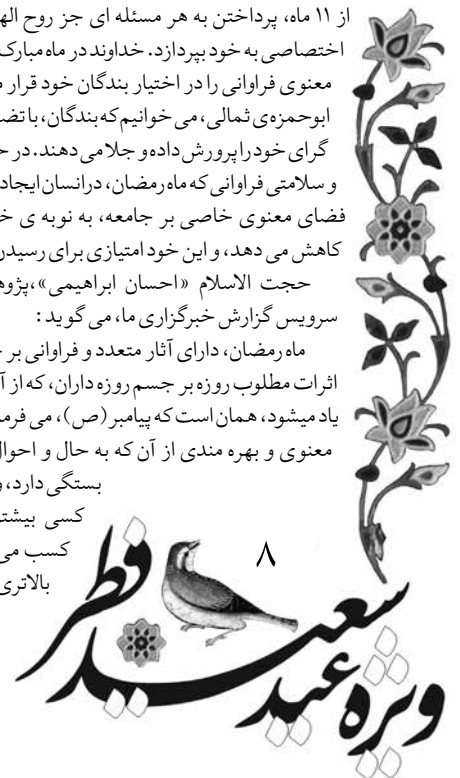 از ۱۱ ماه، پرداختن به هر مسئله ای جز روح اله
اختصاصی به خود بپردازد. خداوند در ماه مبارک
معنوی فراوانی را در اختیار بندگان خود قرار
ابوحمزه‌ی ثمالی، می خوانیم که بندگان، با تض
گرای خود را پرورش داده و جلا می دهند. در
و سلامتی فراوانی که ماه رمضان، در انسان ایجاد
فضای معنوی خاصی بر جامعه، به نوبه ی خ
کاهش می دهد، و این خود امتیازی برای رسیدن
حجت الاسلام «احسان ابراهیمی»،پژوه
سرویس گزارش خبرگزاری ما، می گوید :
ماه رمضان، دارای آثار متعدد و فراوانی بر
اثرات مطلوب روزه بر جسم روزه داران، که از آ
یاد میشود، همان است که پیامبر (ص)، می فرم
معنوی و بهره مندی از آن که به حال و احوال
بستگی دارد، و
کسی بیشتر
کسب می
بالاتری
۸
ویژه عید سعید فطر